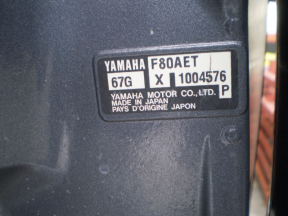 YAMAHA F80AET
67G X 1004576
YAMAHA MOTOR CO.,LTD. P
MADE IN JAPAN
PAYS D'ORIGINE JAPON